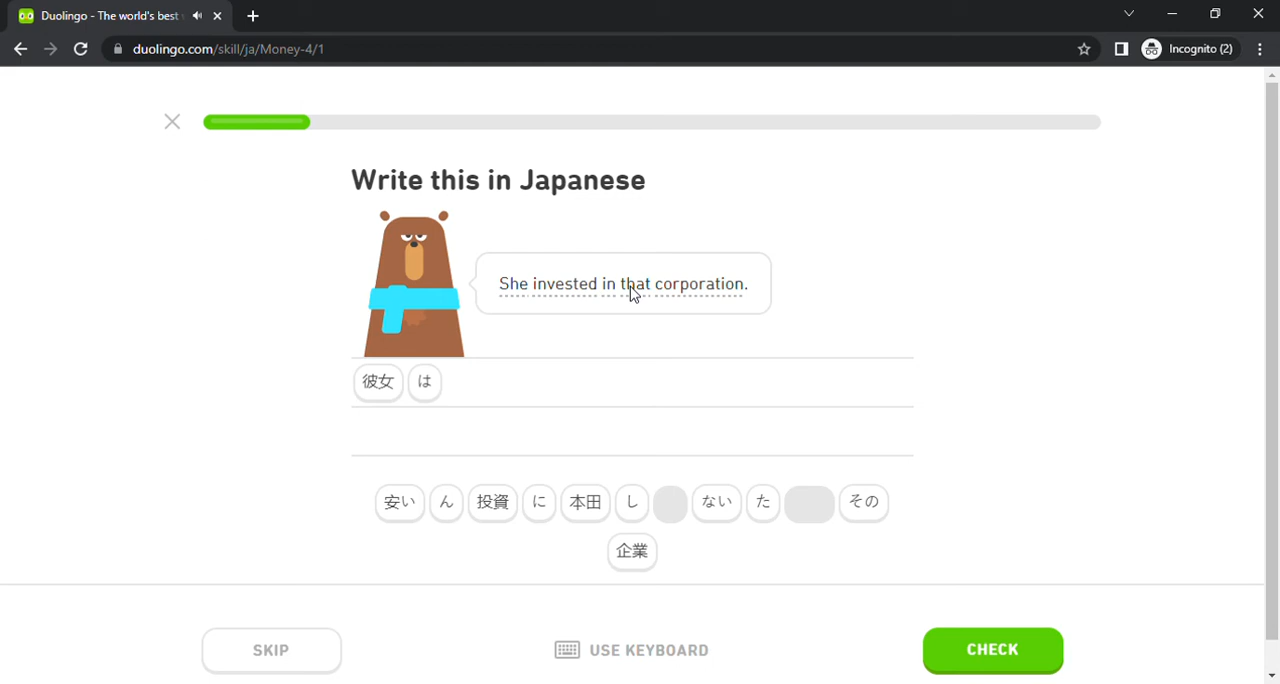 Duolingo - The world's best
duolingo.com/skill/ja/Money-4/1
Incognito (2)
Write this in Japanese
She invested in that corporation.
彼女 は
安い ん 投資 に 本田 し ない た その
企業
SKIP
USE KEYBOARD
CHECK